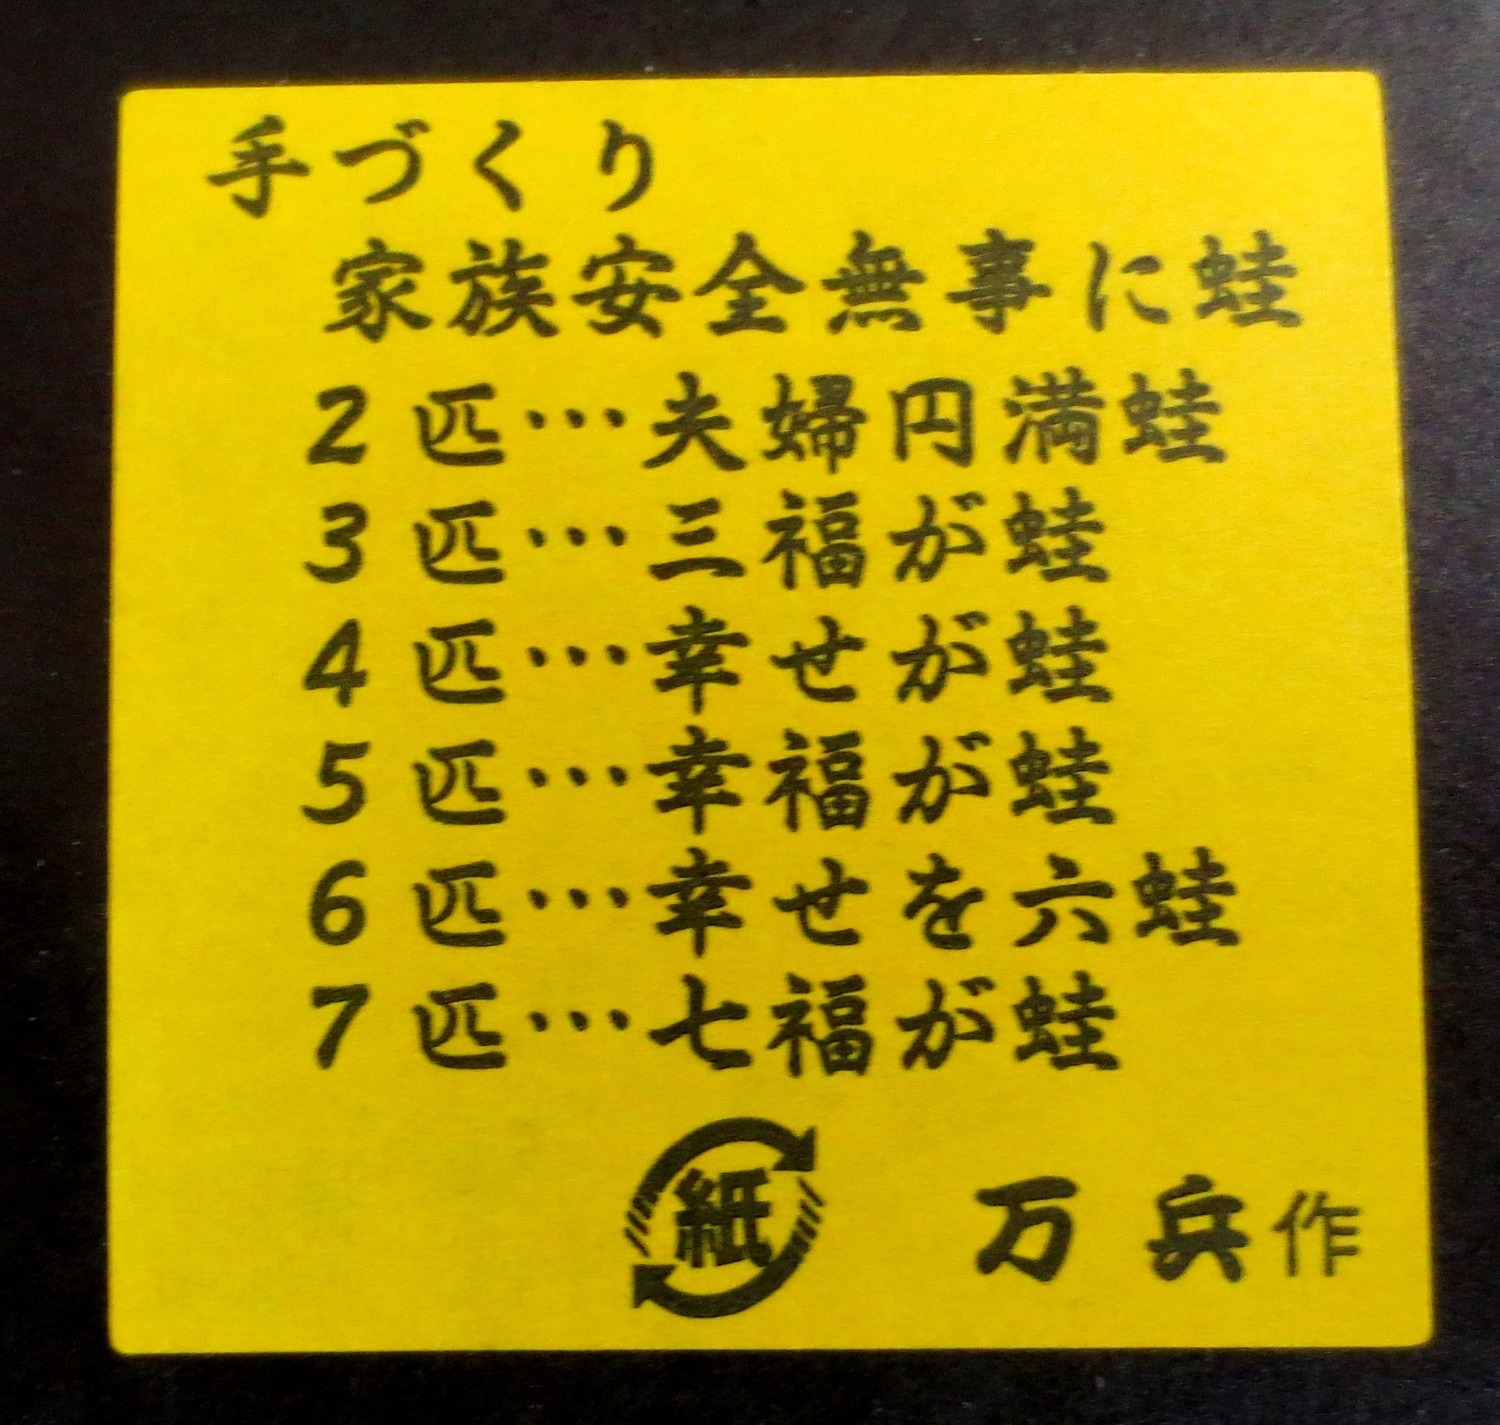 手づくり
家族安全無事に蛙
2匹…夫婦円満蛙
3匹…三福が蛙
4匹…幸せが蛙
5匹…幸福が蛙
6匹…幸せを六蛙
7匹…七福が蛙
紙
万兵作